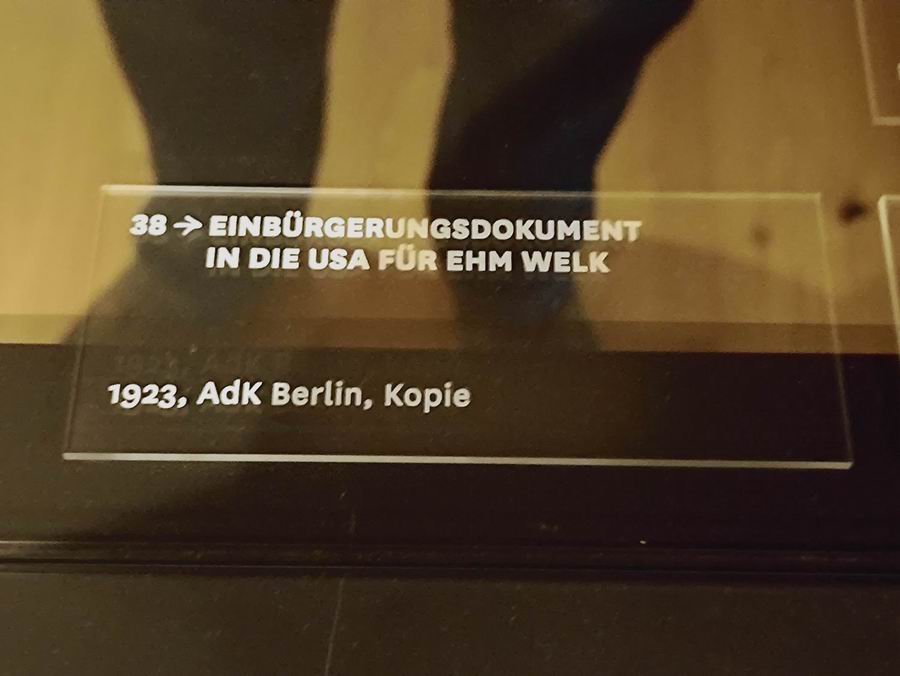 38 → EINBÜRGERUNGSDOKUMENT
IN DIE USA FÜR EHM WELK
1923, AdK Berlin, Kopie